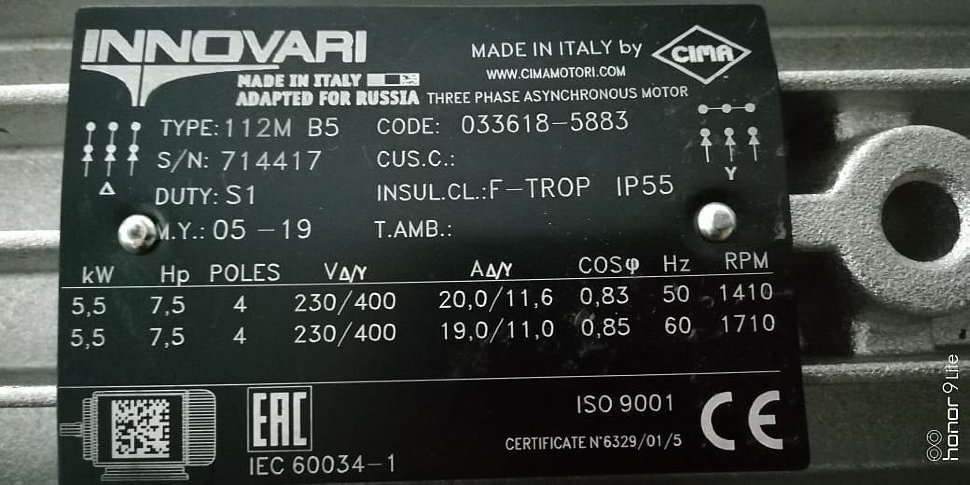 INNOVARI
MADE IN ITALY by CIMA
WWW.CIMAMOTORI.COM
MADE IN ITALY
ADAPTED FOR RUSSIA THREE PHASE ASYNCHRONOUS MOTOR
TYPE: 112M B5 CODE: 033618-5883
S/N: 714417 CUS.C.:
Δ Y
DUTY: S1 INSUL.CL.: F-TROP IP55
M.Y.: 05 -19 T.AMB.:
kW Hp POLES VΔ/Y AΔ/Y COSφ Hz RPM
5,5 7,5 4 230/400 20,0/11,6 0,83 50 1410
5,5 7,5 4 230/400 19,0/11,0 0,85 60 1710
EAC
ISO 9001 CE
CERTIFICATE N°6329/01/5
IEC 60034-1
honor 9 Lite